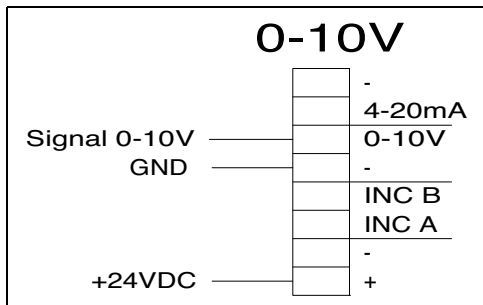 0-10V
-
4-20mA
Signal 0-10V 0-10V
GND -
INC B
INC A
-
+24VDC +